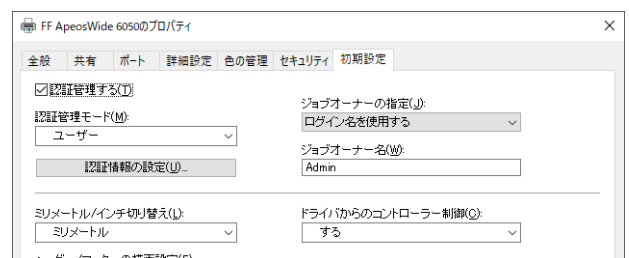 FF ApeosWide 6050のプロパティ
全般 共有 ポート 詳細設定 色の管理 セキュリティ 初期設定
認証管理する(T)
認証管理モード(M):
ユーザー
認証情報の設定(U)...
ジョブオーナーの指定(J):
ログイン名を使用する
ジョブオーナー名(W):
Admin
ミリメートル/インチ切り替え(L):
ミリメートル
ドライバからのコントローラー制御(C):
する